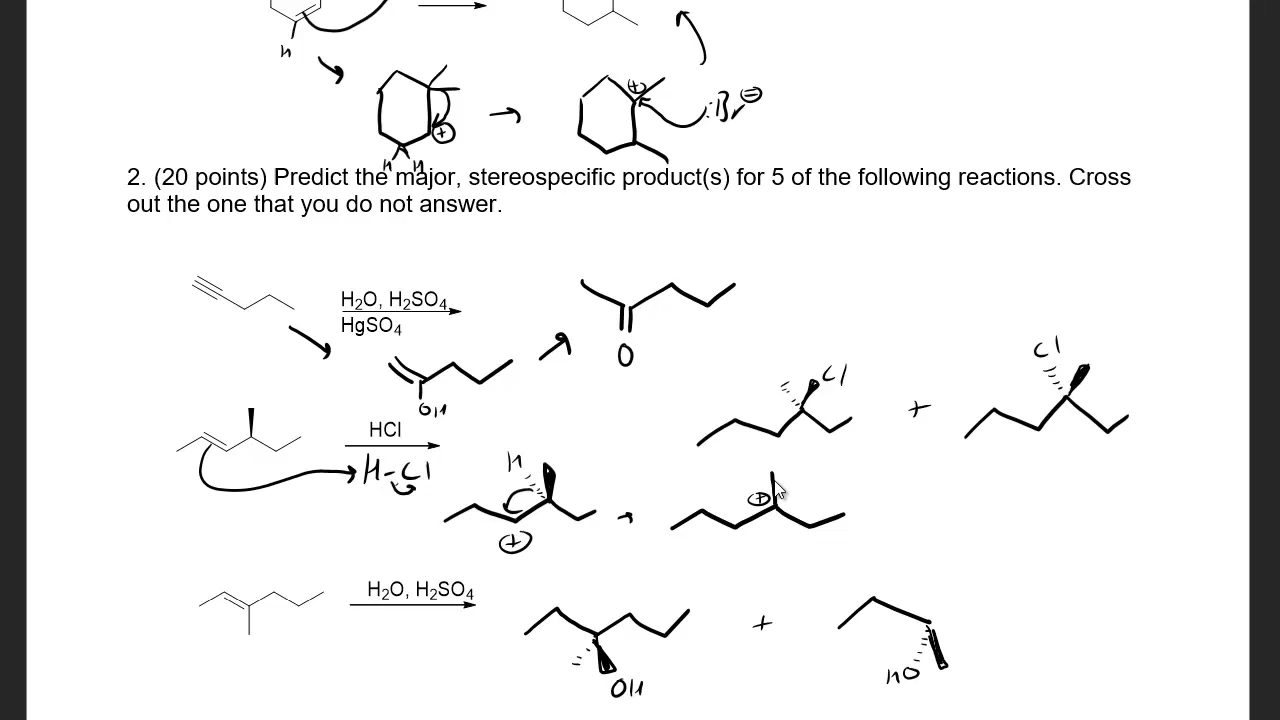 H
H H
⊕
⊕
:Br ⊖
2. (20 points) Predict the major, stereospecific product(s) for 5 of the following reactions. Cross
out the one that you do not answer.
H₂O, H₂SO₄
HgSO₄
O
OH
Cl
+
Cl
HCl
H-Cl
H
⊕
⊕
H₂O, H₂SO₄
OH
+
HO